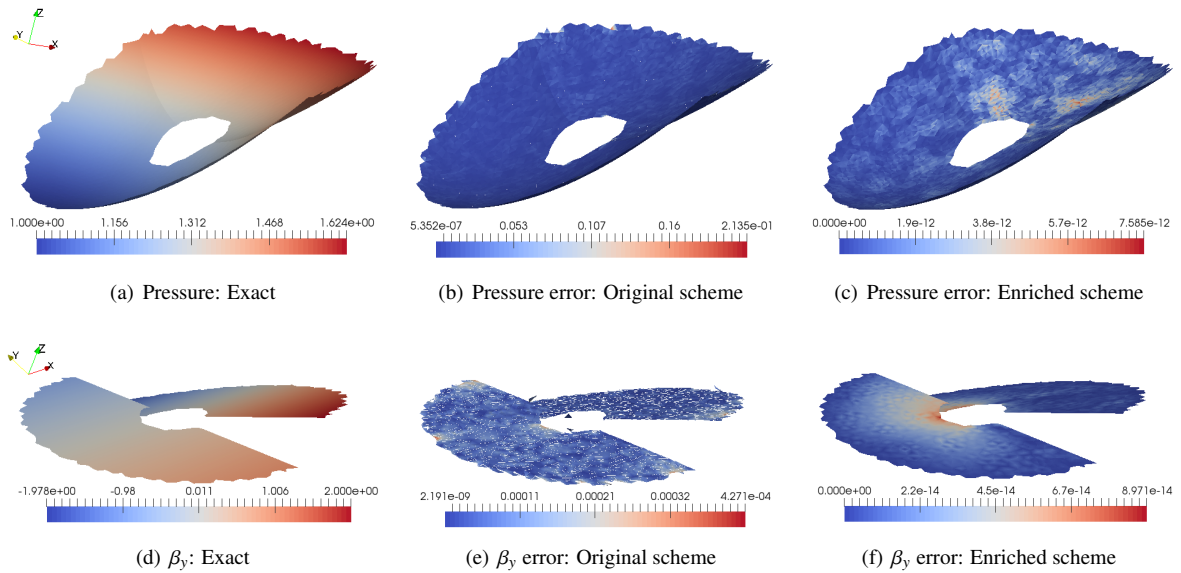 Z
Y
X
1.000e+00 1.156 1.312 1.468 1.624e+00
5.352e-07 0.053 0.107 0.16 2.135e-01
0.000e+00 1.9e-12 3.8e-12 5.7e-12 7.585e-12
(a) Pressure: Exact
(b) Pressure error: Original scheme
(c) Pressure error: Enriched scheme
Y
Z
X
-1.978e+00 -0.98 0.011 1.006 2.000e+00
2.191e-09 0.00011 0.00021 0.00032 4.271e-04
0.000e+00 2.2e-14 4.5e-14 6.7e-14 8.971e-14
(d) βy: Exact
(e) βy error: Original scheme
(f) βy error: Enriched scheme